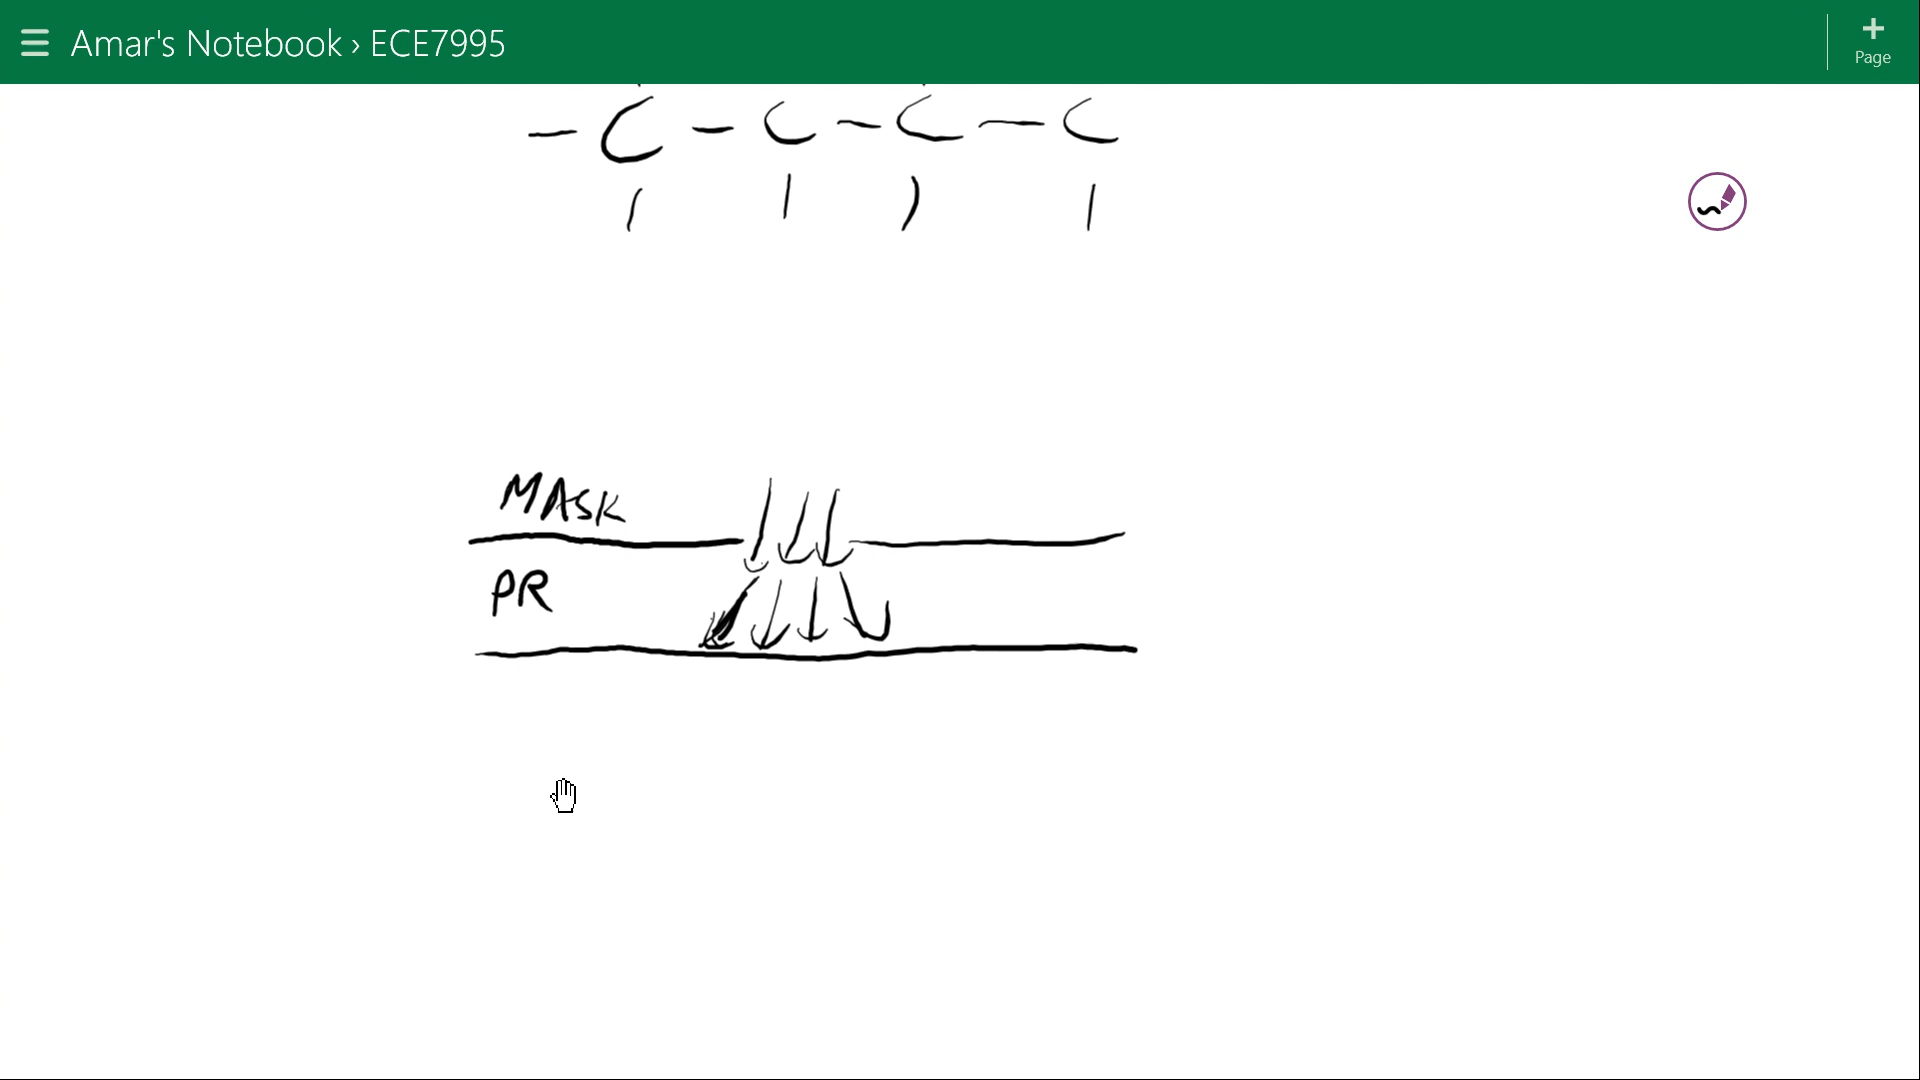 Amar's Notebook › ECE7995
+
Page
- C - C - C - C
MASK
PR